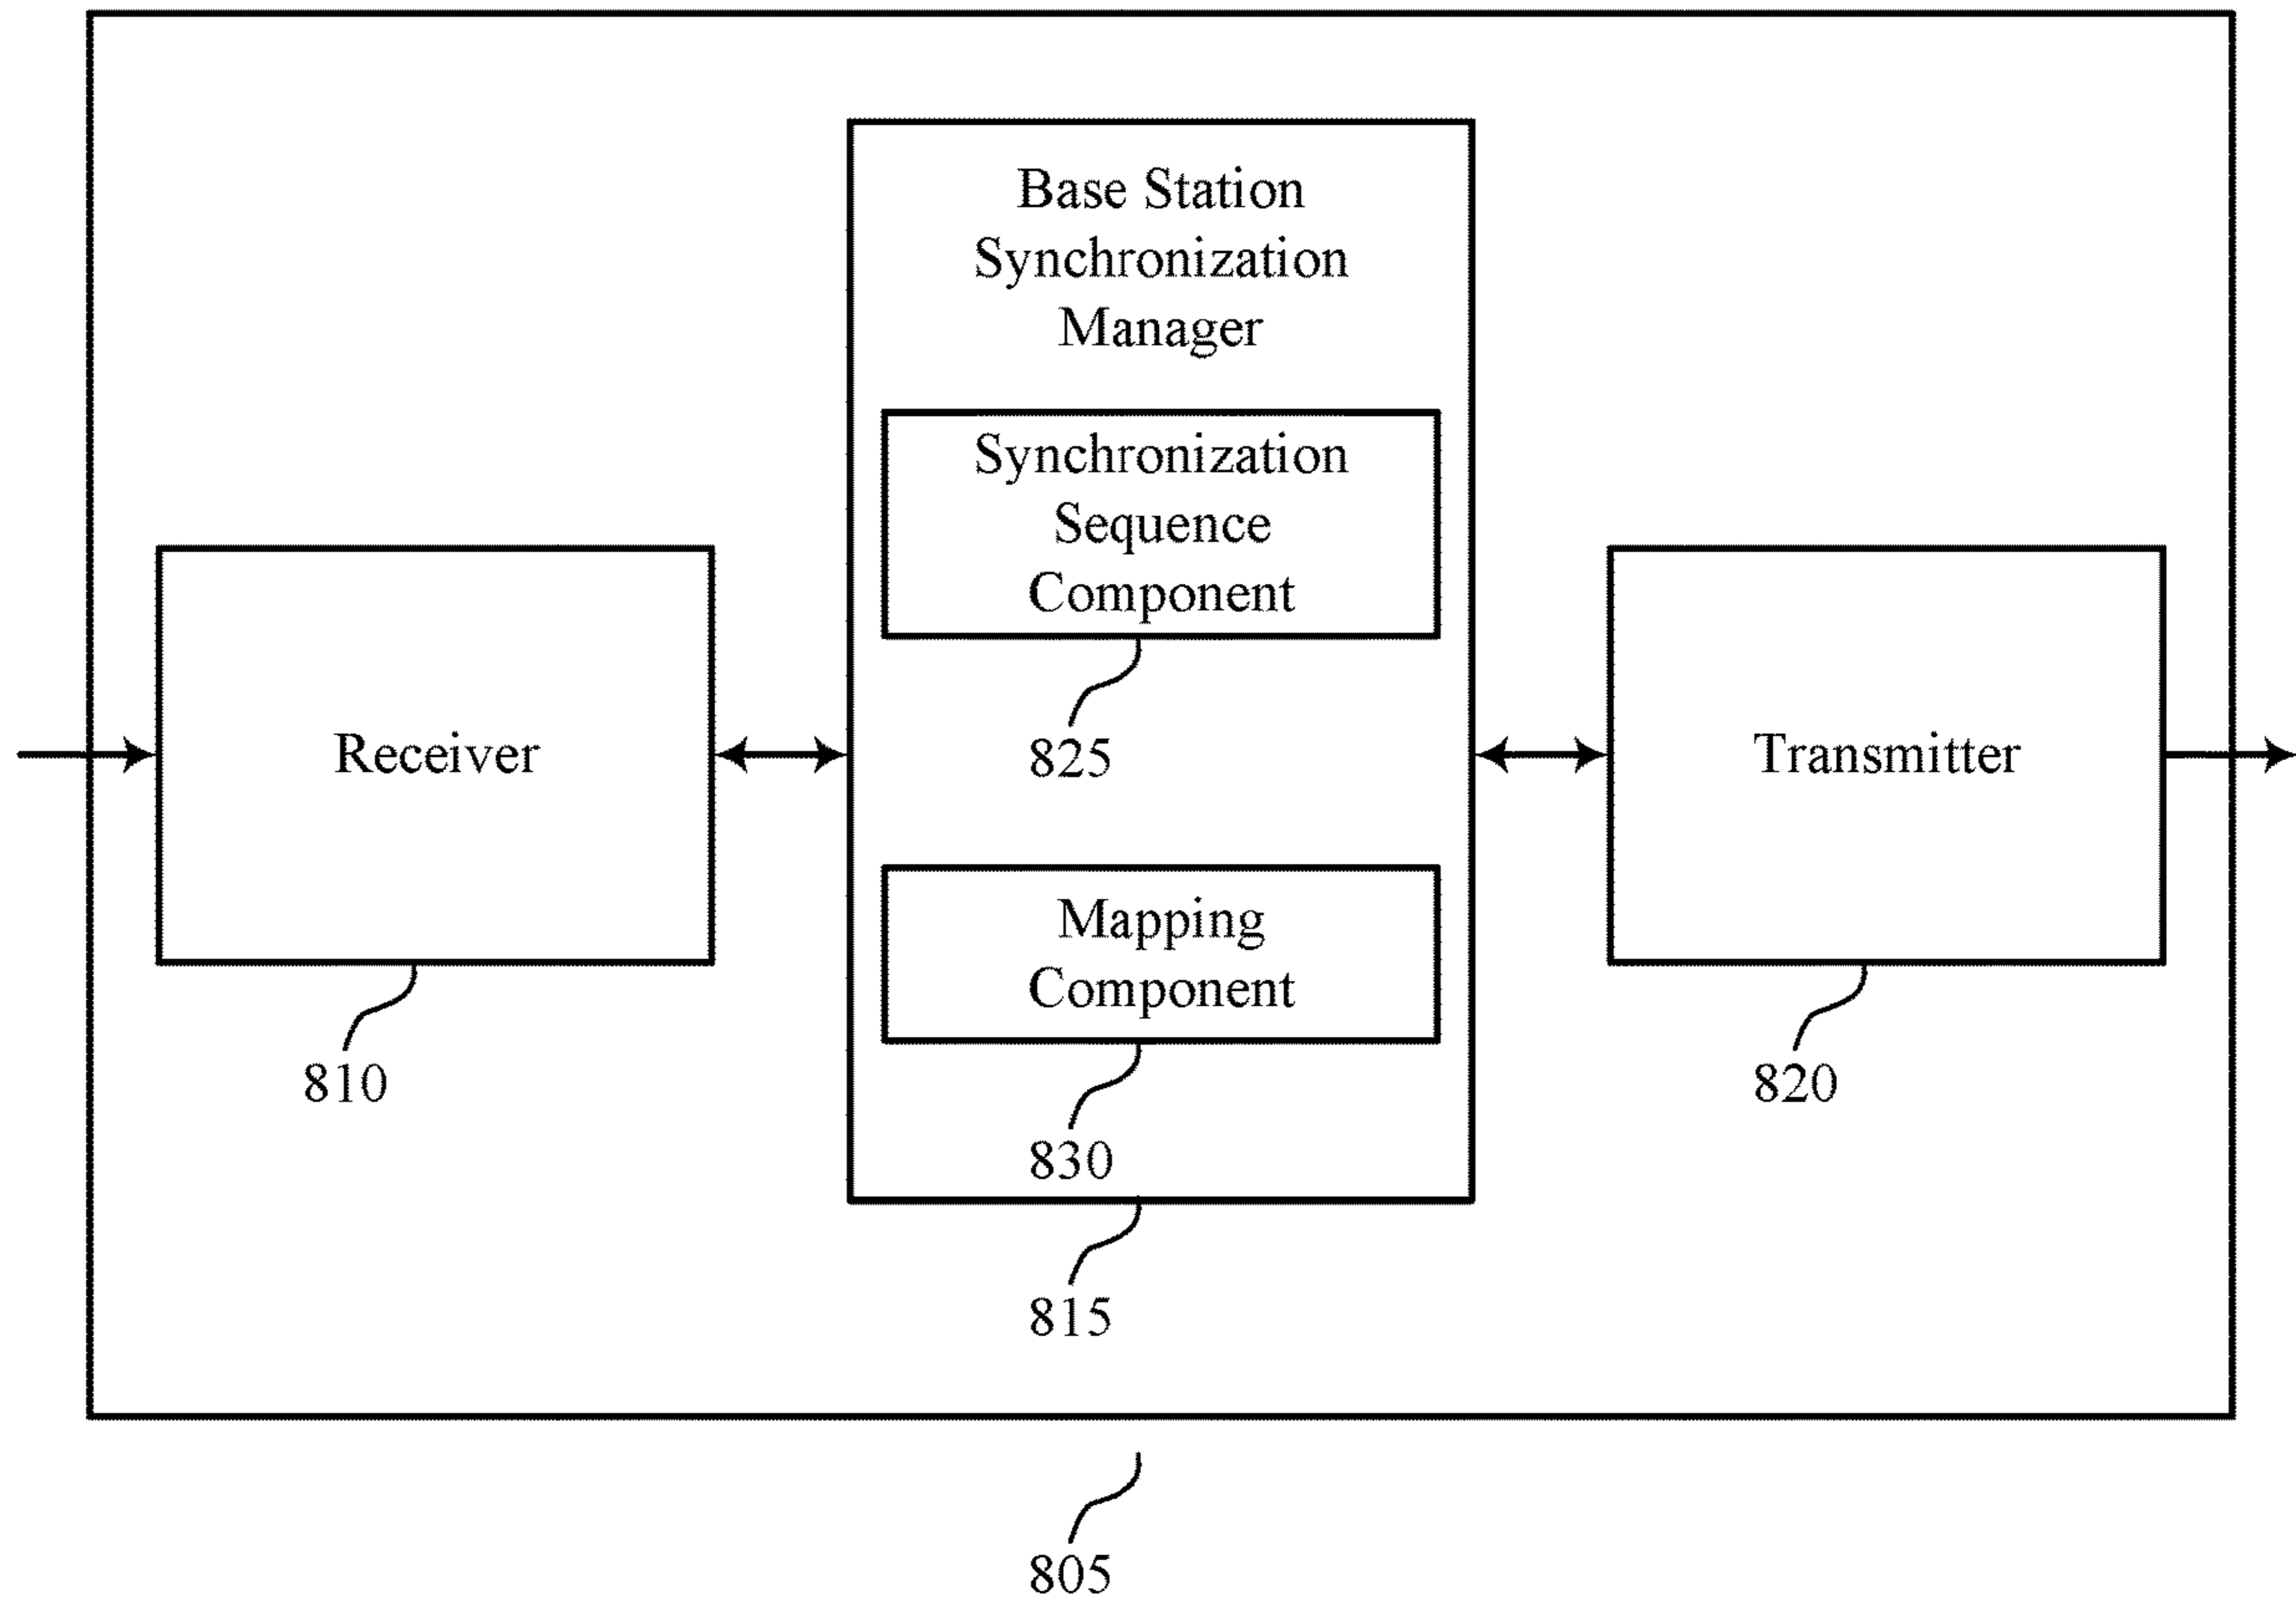 Base Station
Synchronization
Manager
Synchronization
Sequence
Component
825
Receiver
810
Transmitter
820
Mapping
Component
830
815
805